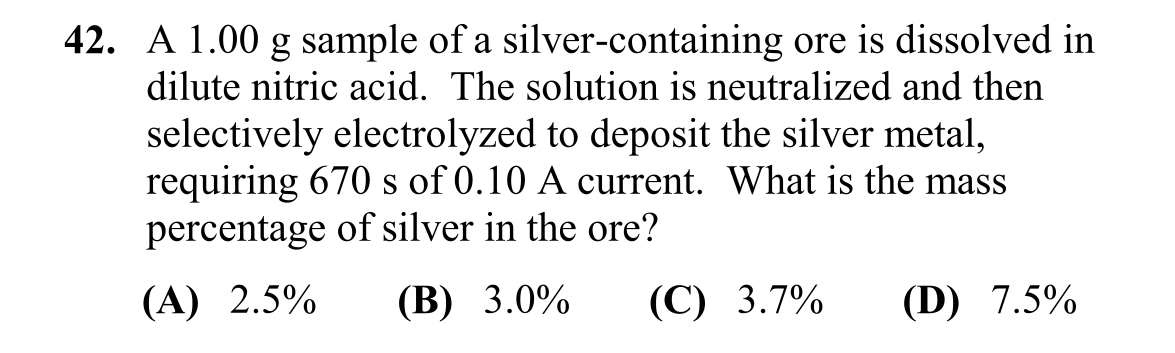 42. A 1.00 g sample of a silver-containing ore is dissolved in
dilute nitric acid. The solution is neutralized and then
selectively electrolyzed to deposit the silver metal,
requiring 670 s of 0.10 A current. What is the mass
percentage of silver in the ore?
(A) 2.5% (B) 3.0% (C) 3.7% (D) 7.5%